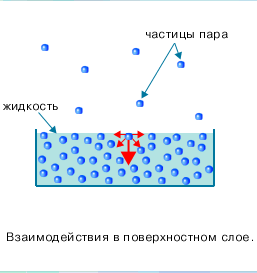 частицы пара
жидкость
Взаимодействия в поверхностном слое.